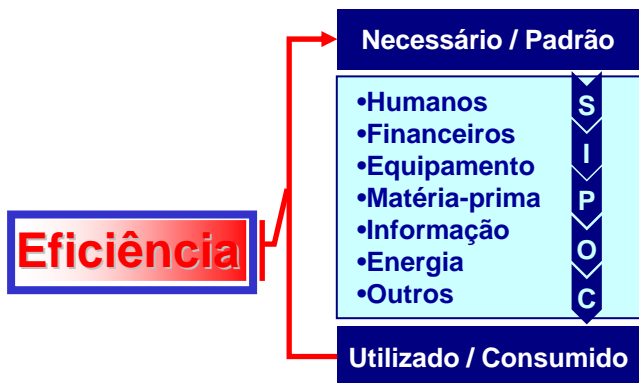 Necessário / Padrão
•Humanos
•Financeiros
•Equipamento
•Matéria-prima
•Informação
•Energia
•Outros
S
I
P
O
C
Eficiência
Utilizado / Consumido